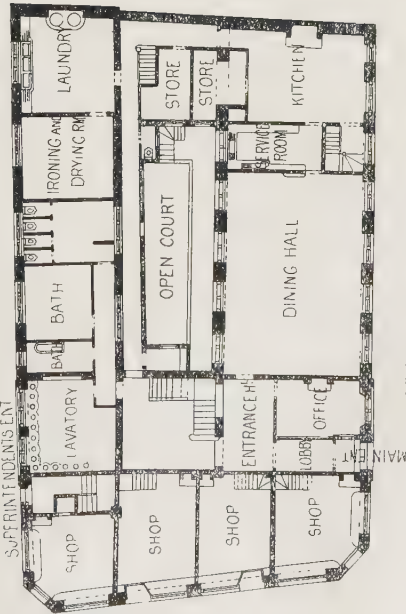 SUPERINTENDENTS ENT
LAUNDRY
IRONING AND
DRYING RM
BATH
BATH
LAVATORY
STORE
STORE
KITCHEN
SERVICE
ROOM
OPEN COURT
DINING HALL
ENTRANCE HL
OFFICE
LOBBY
MAIN ENT
SHOP
SHOP
SHOP
SHOP